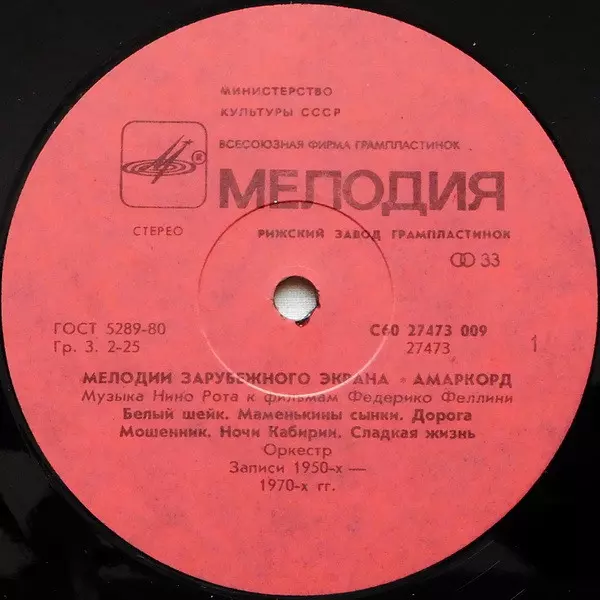 МИНИСТЕРСТВО
КУЛЬТУРЫ СССР
ВСЕСОЮЗНАЯ ФИРМА ГРАМПЛАСТИНОК
®
МЕЛОДИЯ
СТЕРЕО
РИЖСКИЙ ЗАВОД ГРАМПЛАСТИНОК
33
ГОСТ 5289-80
С60 27473 009
Гр. 3. 2-25
27473
1
МЕЛОДИИ ЗАРУБЕЖНОГО ЭКРАНА • АМАРКОРД
Музыка Нино Рота к фильмам Федерико Феллини
Белый шейк. Маменькины сынки. Дорога
Мошенник. Ночи Кабирии. Сладкая жизнь
Оркестр
Записи 1950-х —
1970-х гг.